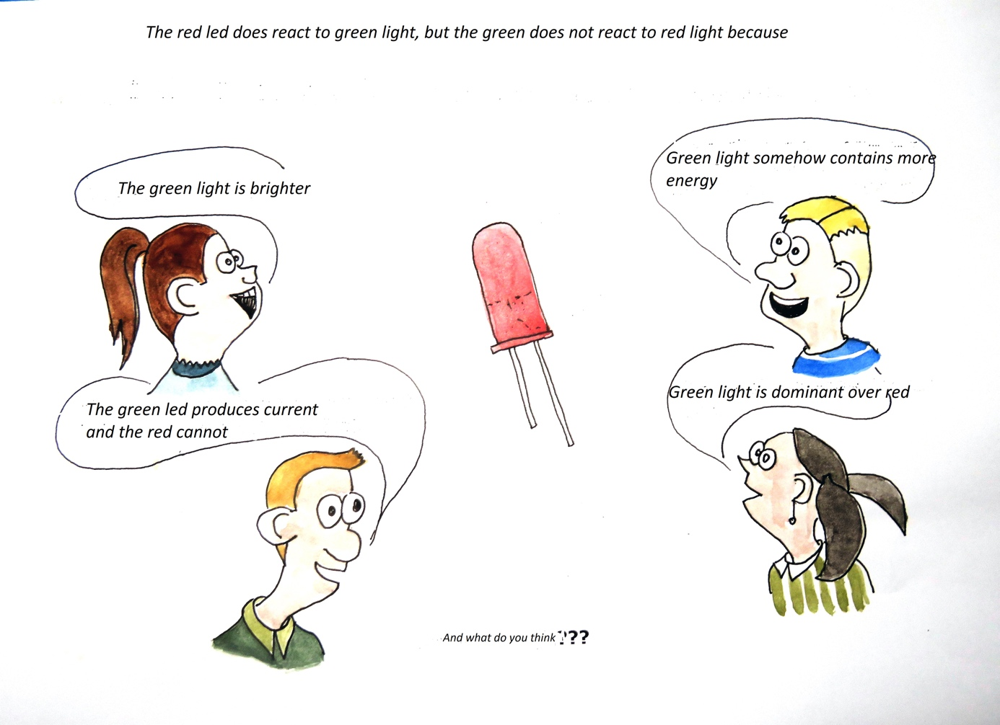 The red led does react to green light, but the green does not react to red light because
The green light is brighter
Green light somehow contains more
energy
The green led produces current
and the red cannot
Green light is dominant over red
And what do you think ???